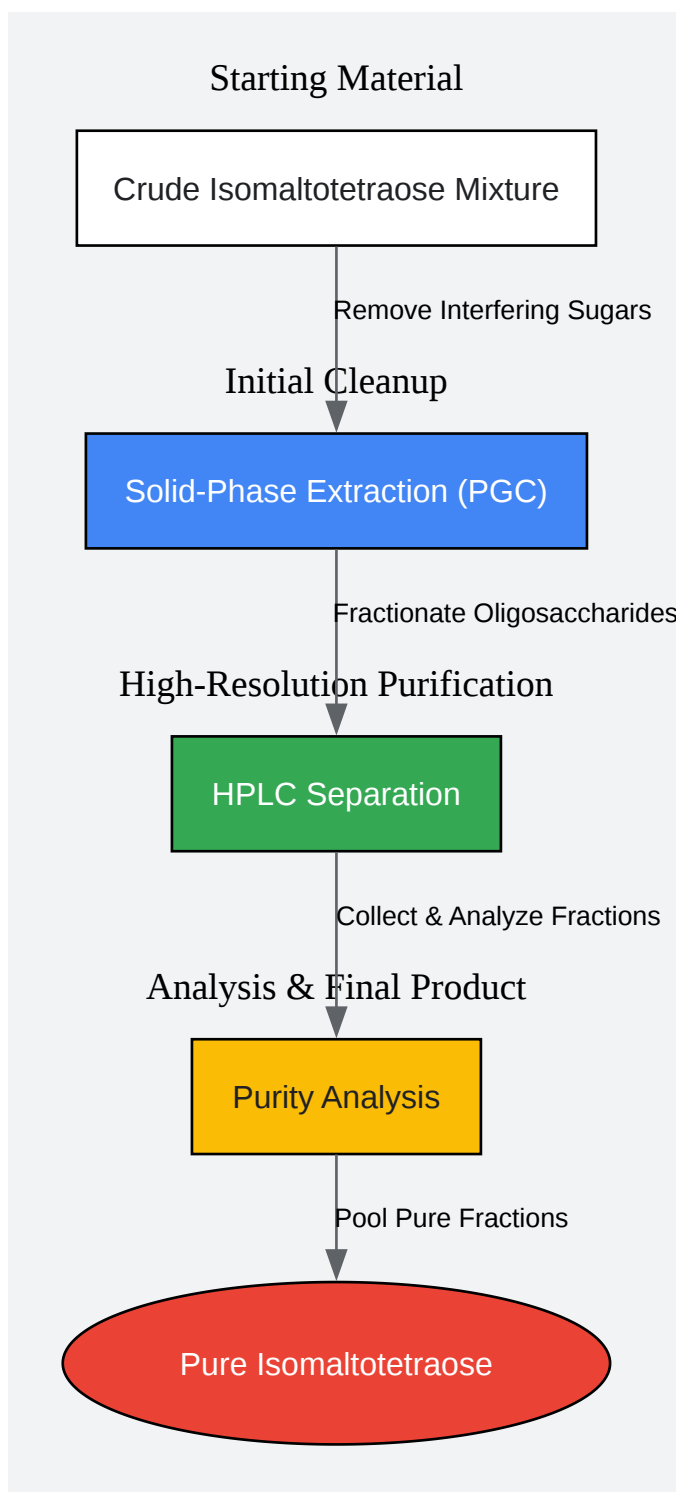 Starting Material
Crude Isomaltotetraose Mixture
Remove Interfering Sugars
Initial Cleanup
Solid-Phase Extraction (PGC)
Fractionate Oligosaccharides
High-Resolution Purification
HPLC Separation
Collect & Analyze Fractions
Analysis & Final Product
Purity Analysis
Pool Pure Fractions
Pure Isomaltotetraose